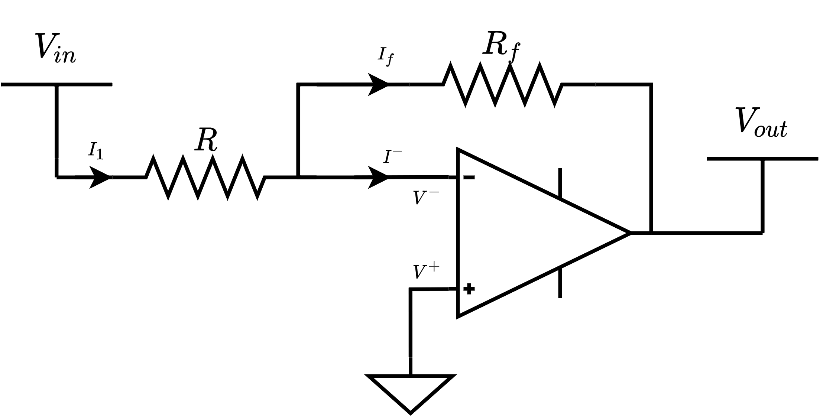 V_in
I_f
R_f
I_1
R
I^-
V_out
V^-
V^+